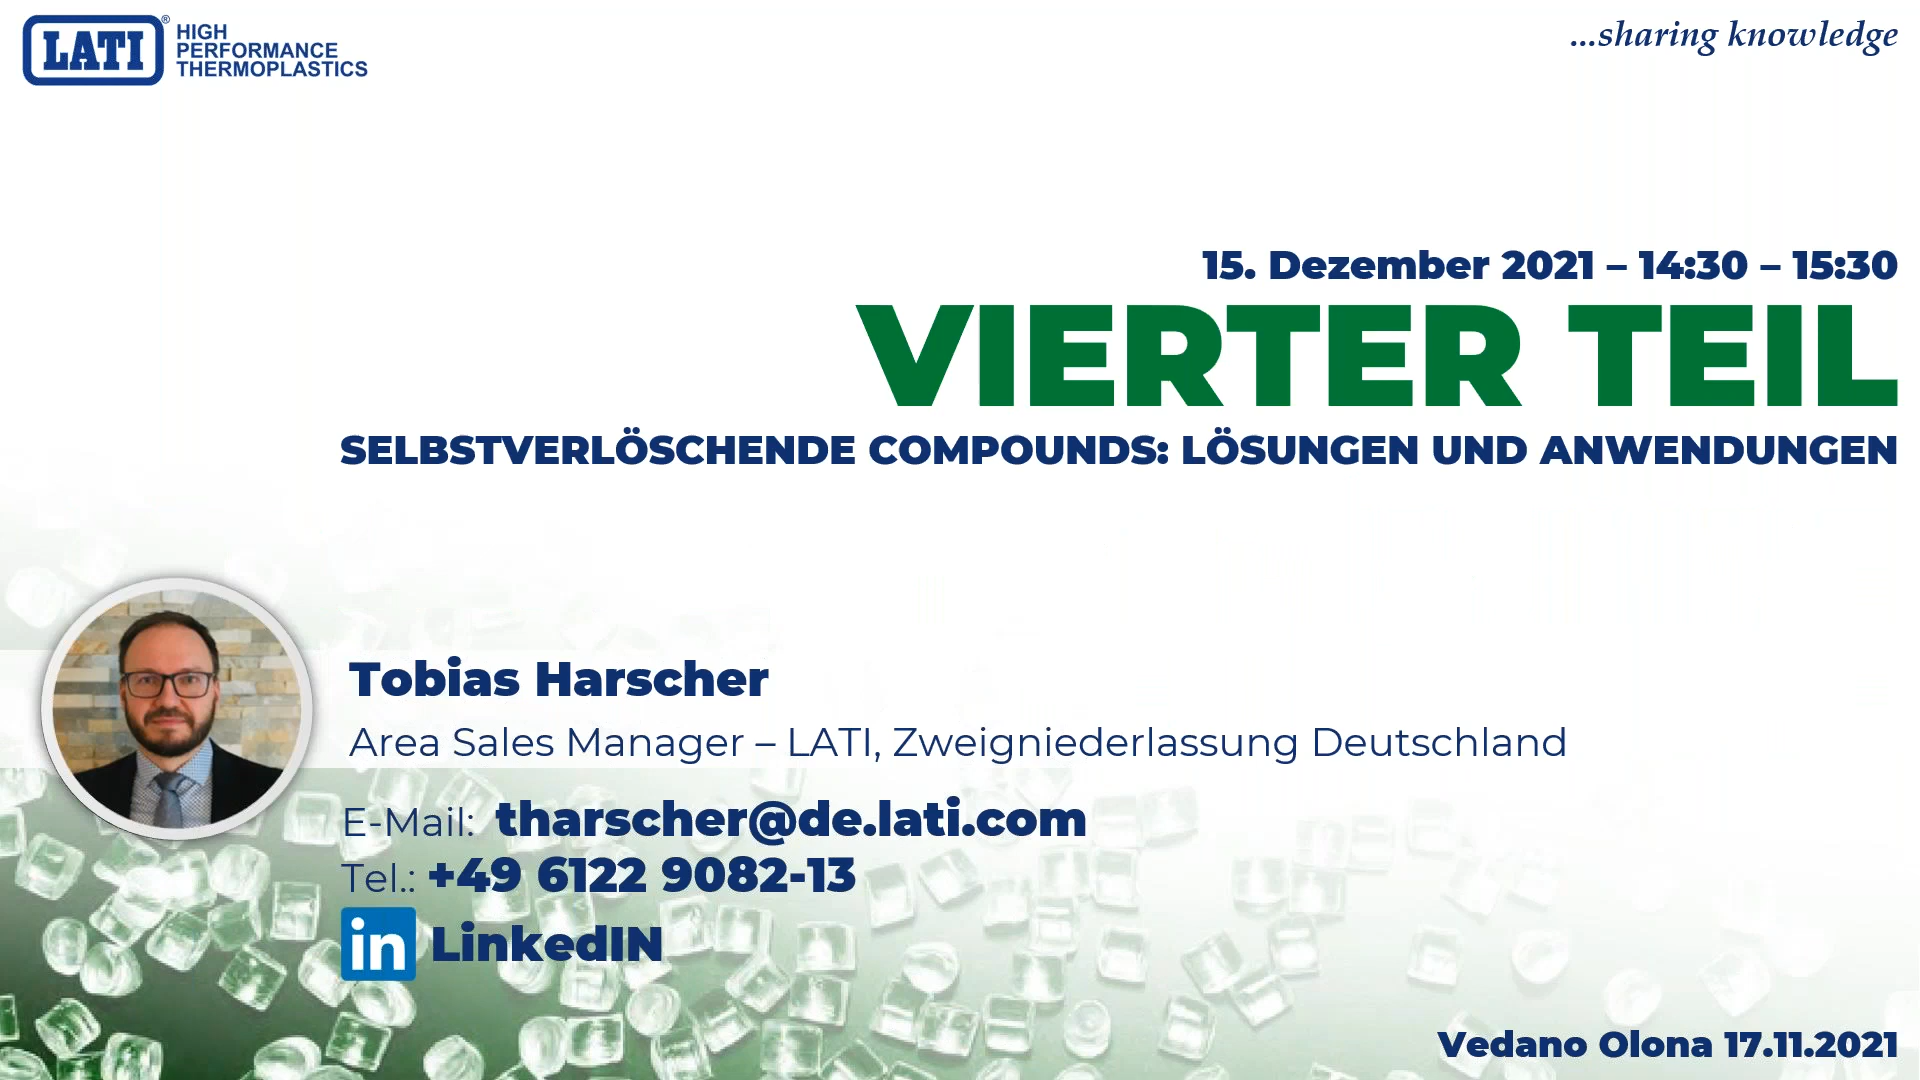 LATI®
HIGH
PERFORMANCE
THERMOPLASTICS
...sharing knowledge
15. Dezember 2021 – 14:30 – 15:30
VIERTER TEIL
SELBSTVERLÖSCHENDE COMPOUNDS: LÖSUNGEN UND ANWENDUNGEN
Tobias Harscher
Area Sales Manager – LATI, Zweigniederlassung Deutschland
E-Mail: tharscher@de.lati.com
Tel.: +49 6122 9082-13
in LinkedIN
Vedano Olona 17.11.2021